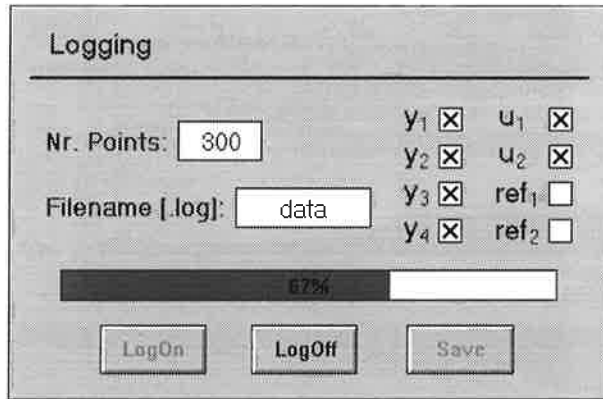 Logging
Nr. Points: 300
Filename [.log]: data
y₁ u₁
y₂ u₂
y₃ ref₁
y₄ ref₂
67%
LogOn LogOff Save